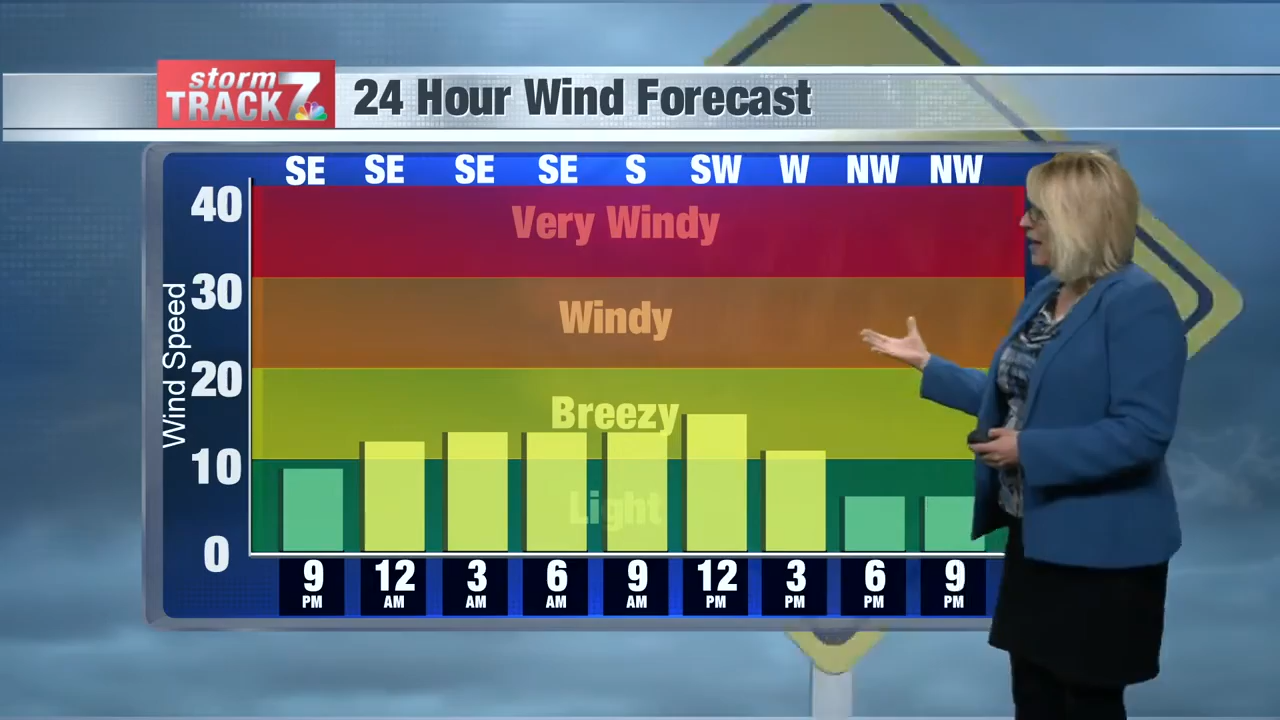 storm
TRACK 7
24 Hour Wind Forecast
SE SE SE SE S SW W NW NW
40
30
20
10
0
Wind Speed
Very Windy
Windy
Breezy
Light
9 12 3 6 9 12 3 6 9
PM AM AM AM AM PM PM PM PM